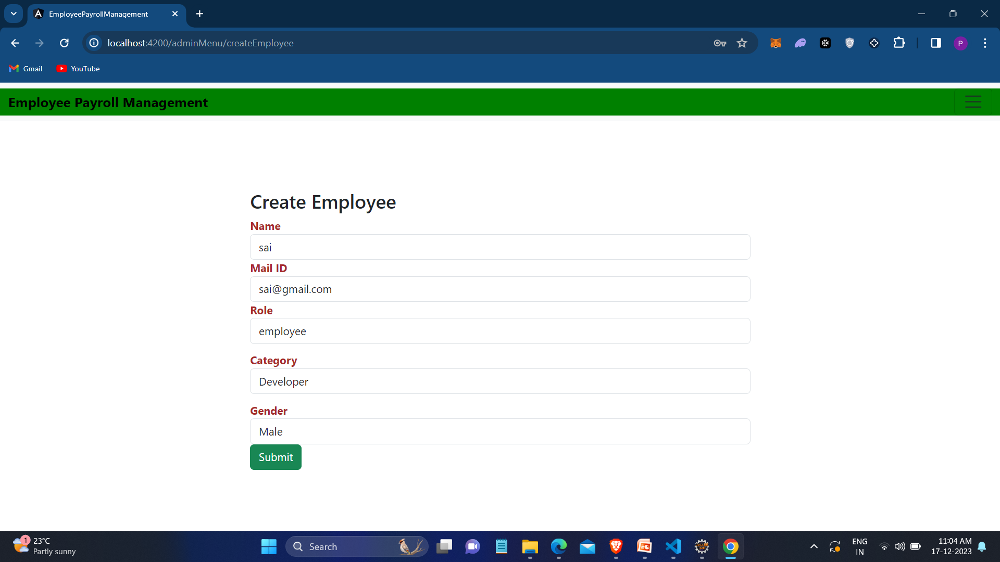 EmployeePayrollManagement
localhost:4200/adminMenu/createEmployee
P
Gmail
YouTube
Employee Payroll Management
Create Employee
Name
sai
Mail ID
sai@gmail.com
Role
employee
Category
Developer
Gender
Male
Submit
1
23°C
Partly sunny
Search
ENG
IN
11:04 AM
17-12-2023